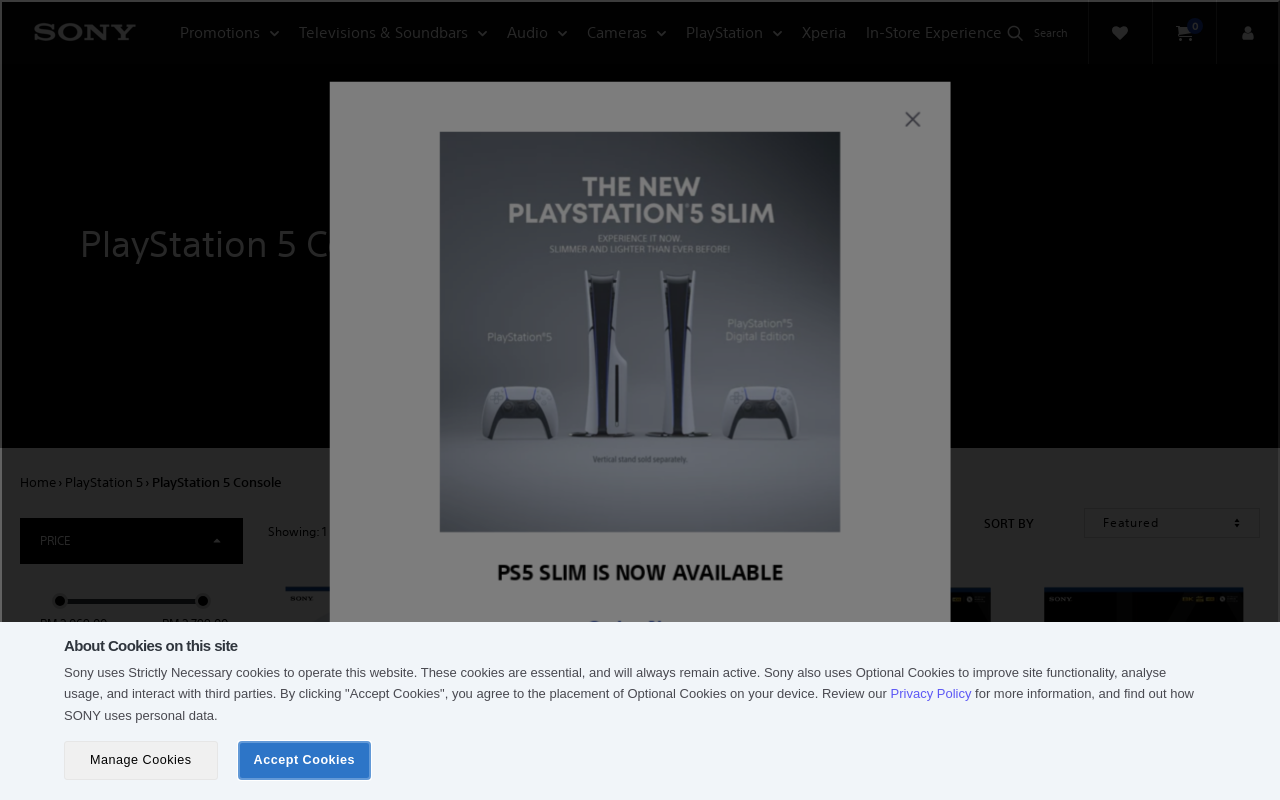 SONY
Promotions
Televisions & Soundbars
Audio
Cameras
PlayStation
Xperia
In-Store Experience
Search
0
PlayStation 5 Co
THE NEW
PLAYSTATION®5 SLIM
EXPERIENCE IT NOW.
SLIMMER AND LIGHTER THAN EVER BEFORE!
PlayStation®5
PlayStation®5
Digital Edition
Vertical stand sold separately.
Home › PlayStation 5 › PlayStation 5 Console
PRICE
Showing: 1
SORT BY
Featured
PS5 SLIM IS NOW AVAILABLE
SONY
SONY
About Cookies on this site
Sony uses Strictly Necessary cookies to operate this website. These cookies are essential, and will always remain active. Sony also uses Optional Cookies to improve site functionality, analyse
usage, and interact with third parties. By clicking "Accept Cookies", you agree to the placement of Optional Cookies on your device. Review our Privacy Policy for more information, and find out how
SONY uses personal data.
Manage Cookies
Accept Cookies